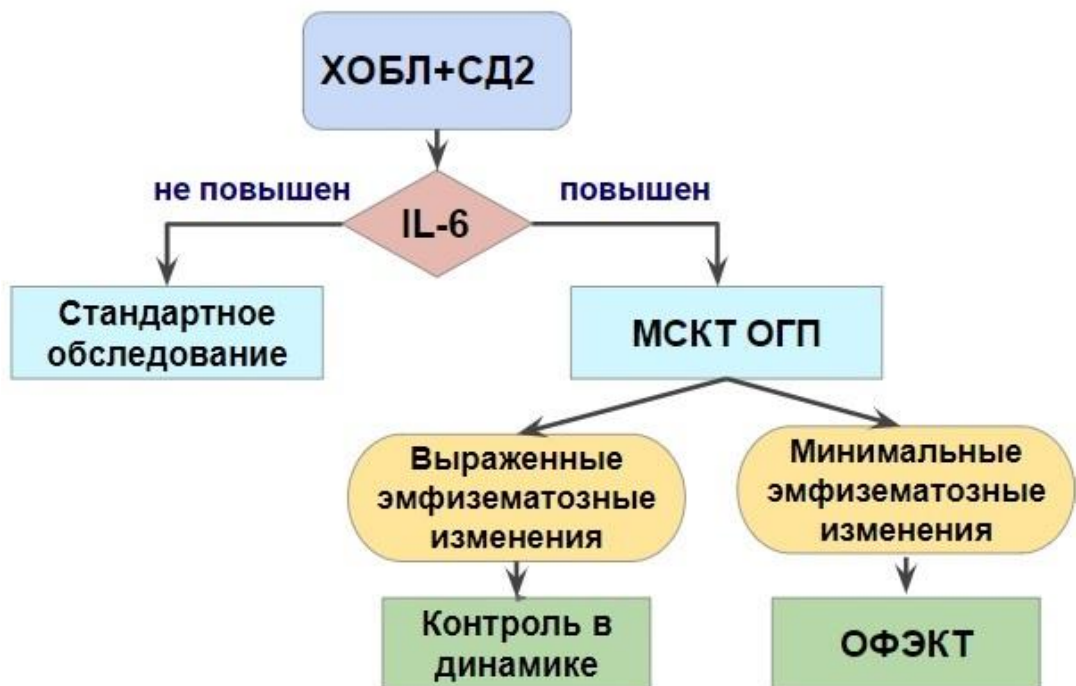 ХОБЛ+СД2
не повышен
повышен
IL-6
Стандартное
обследование
МСКТ ОГП
Выраженные
эмфизематозные
изменения
Минимальные
эмфизематозные
изменения
Контроль в
динамике
ОФЭКТ